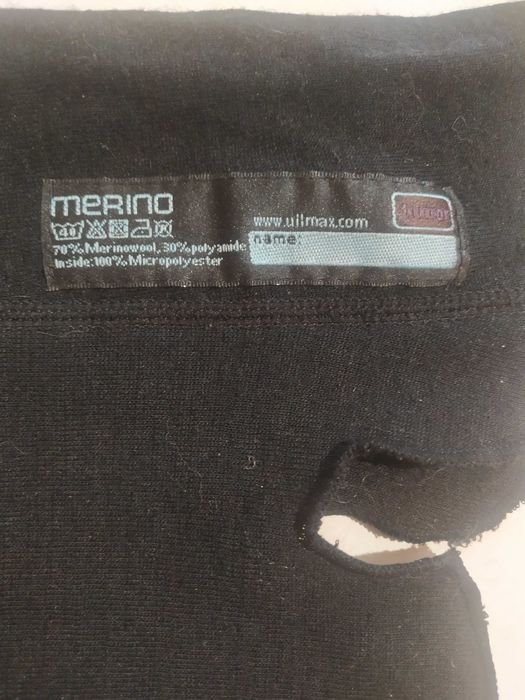 merino
www.ullmax.com
name:
70% Merinowool, 30% polyamide
Inside: 100% Micropolyester